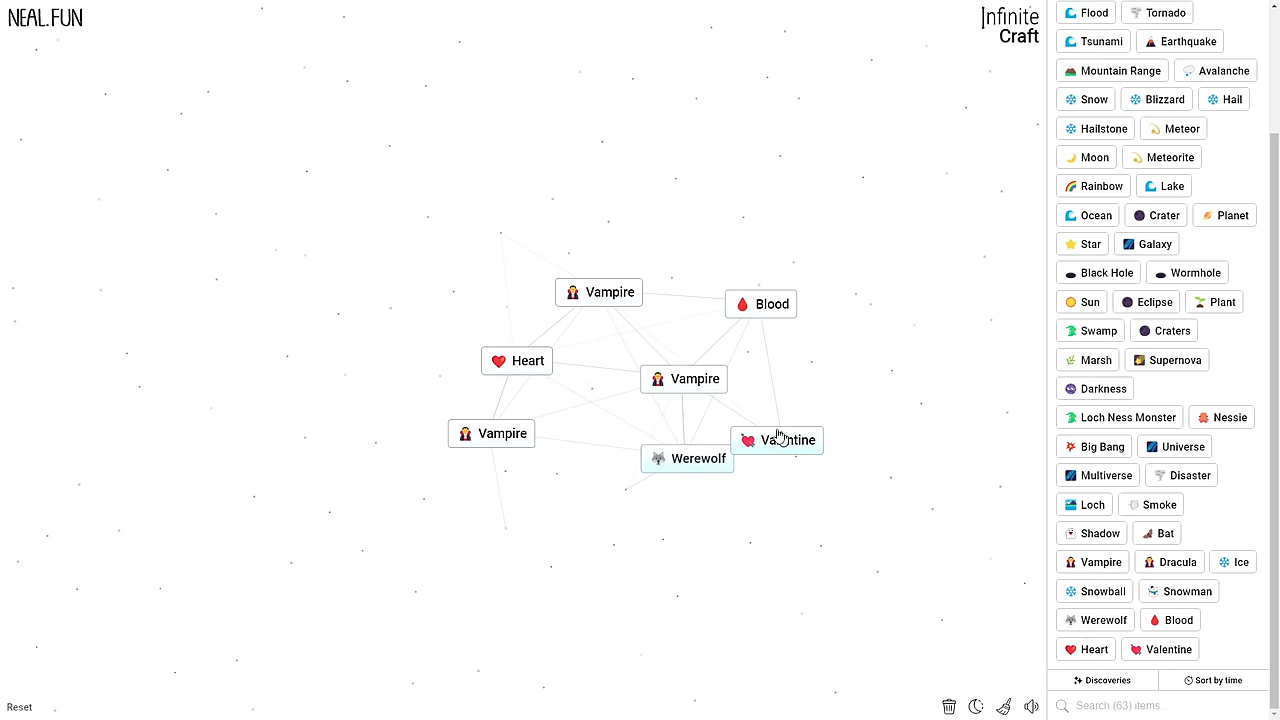 NEAL.FUN
Infinite
Craft
Vampire
Blood
Heart
Vampire
Vampire
Valentine
Werewolf
Reset
Flood Tornado
Tsunami Earthquake
Mountain Range Avalanche
Snow Blizzard Hail
Hailstone Meteor
Moon Meteorite
Rainbow Lake
Ocean Crater Planet
Star Galaxy
Black Hole Wormhole
Sun Eclipse Plant
Swamp Craters
Marsh Supernova
Darkness
Loch Ness Monster Nessie
Big Bang Universe
Multiverse Disaster
Loch Smoke
Shadow Bat
Vampire Dracula Ice
Snowball Snowman
Werewolf Blood
Heart Valentine
Discoveries Sort by time
Search (63) items...